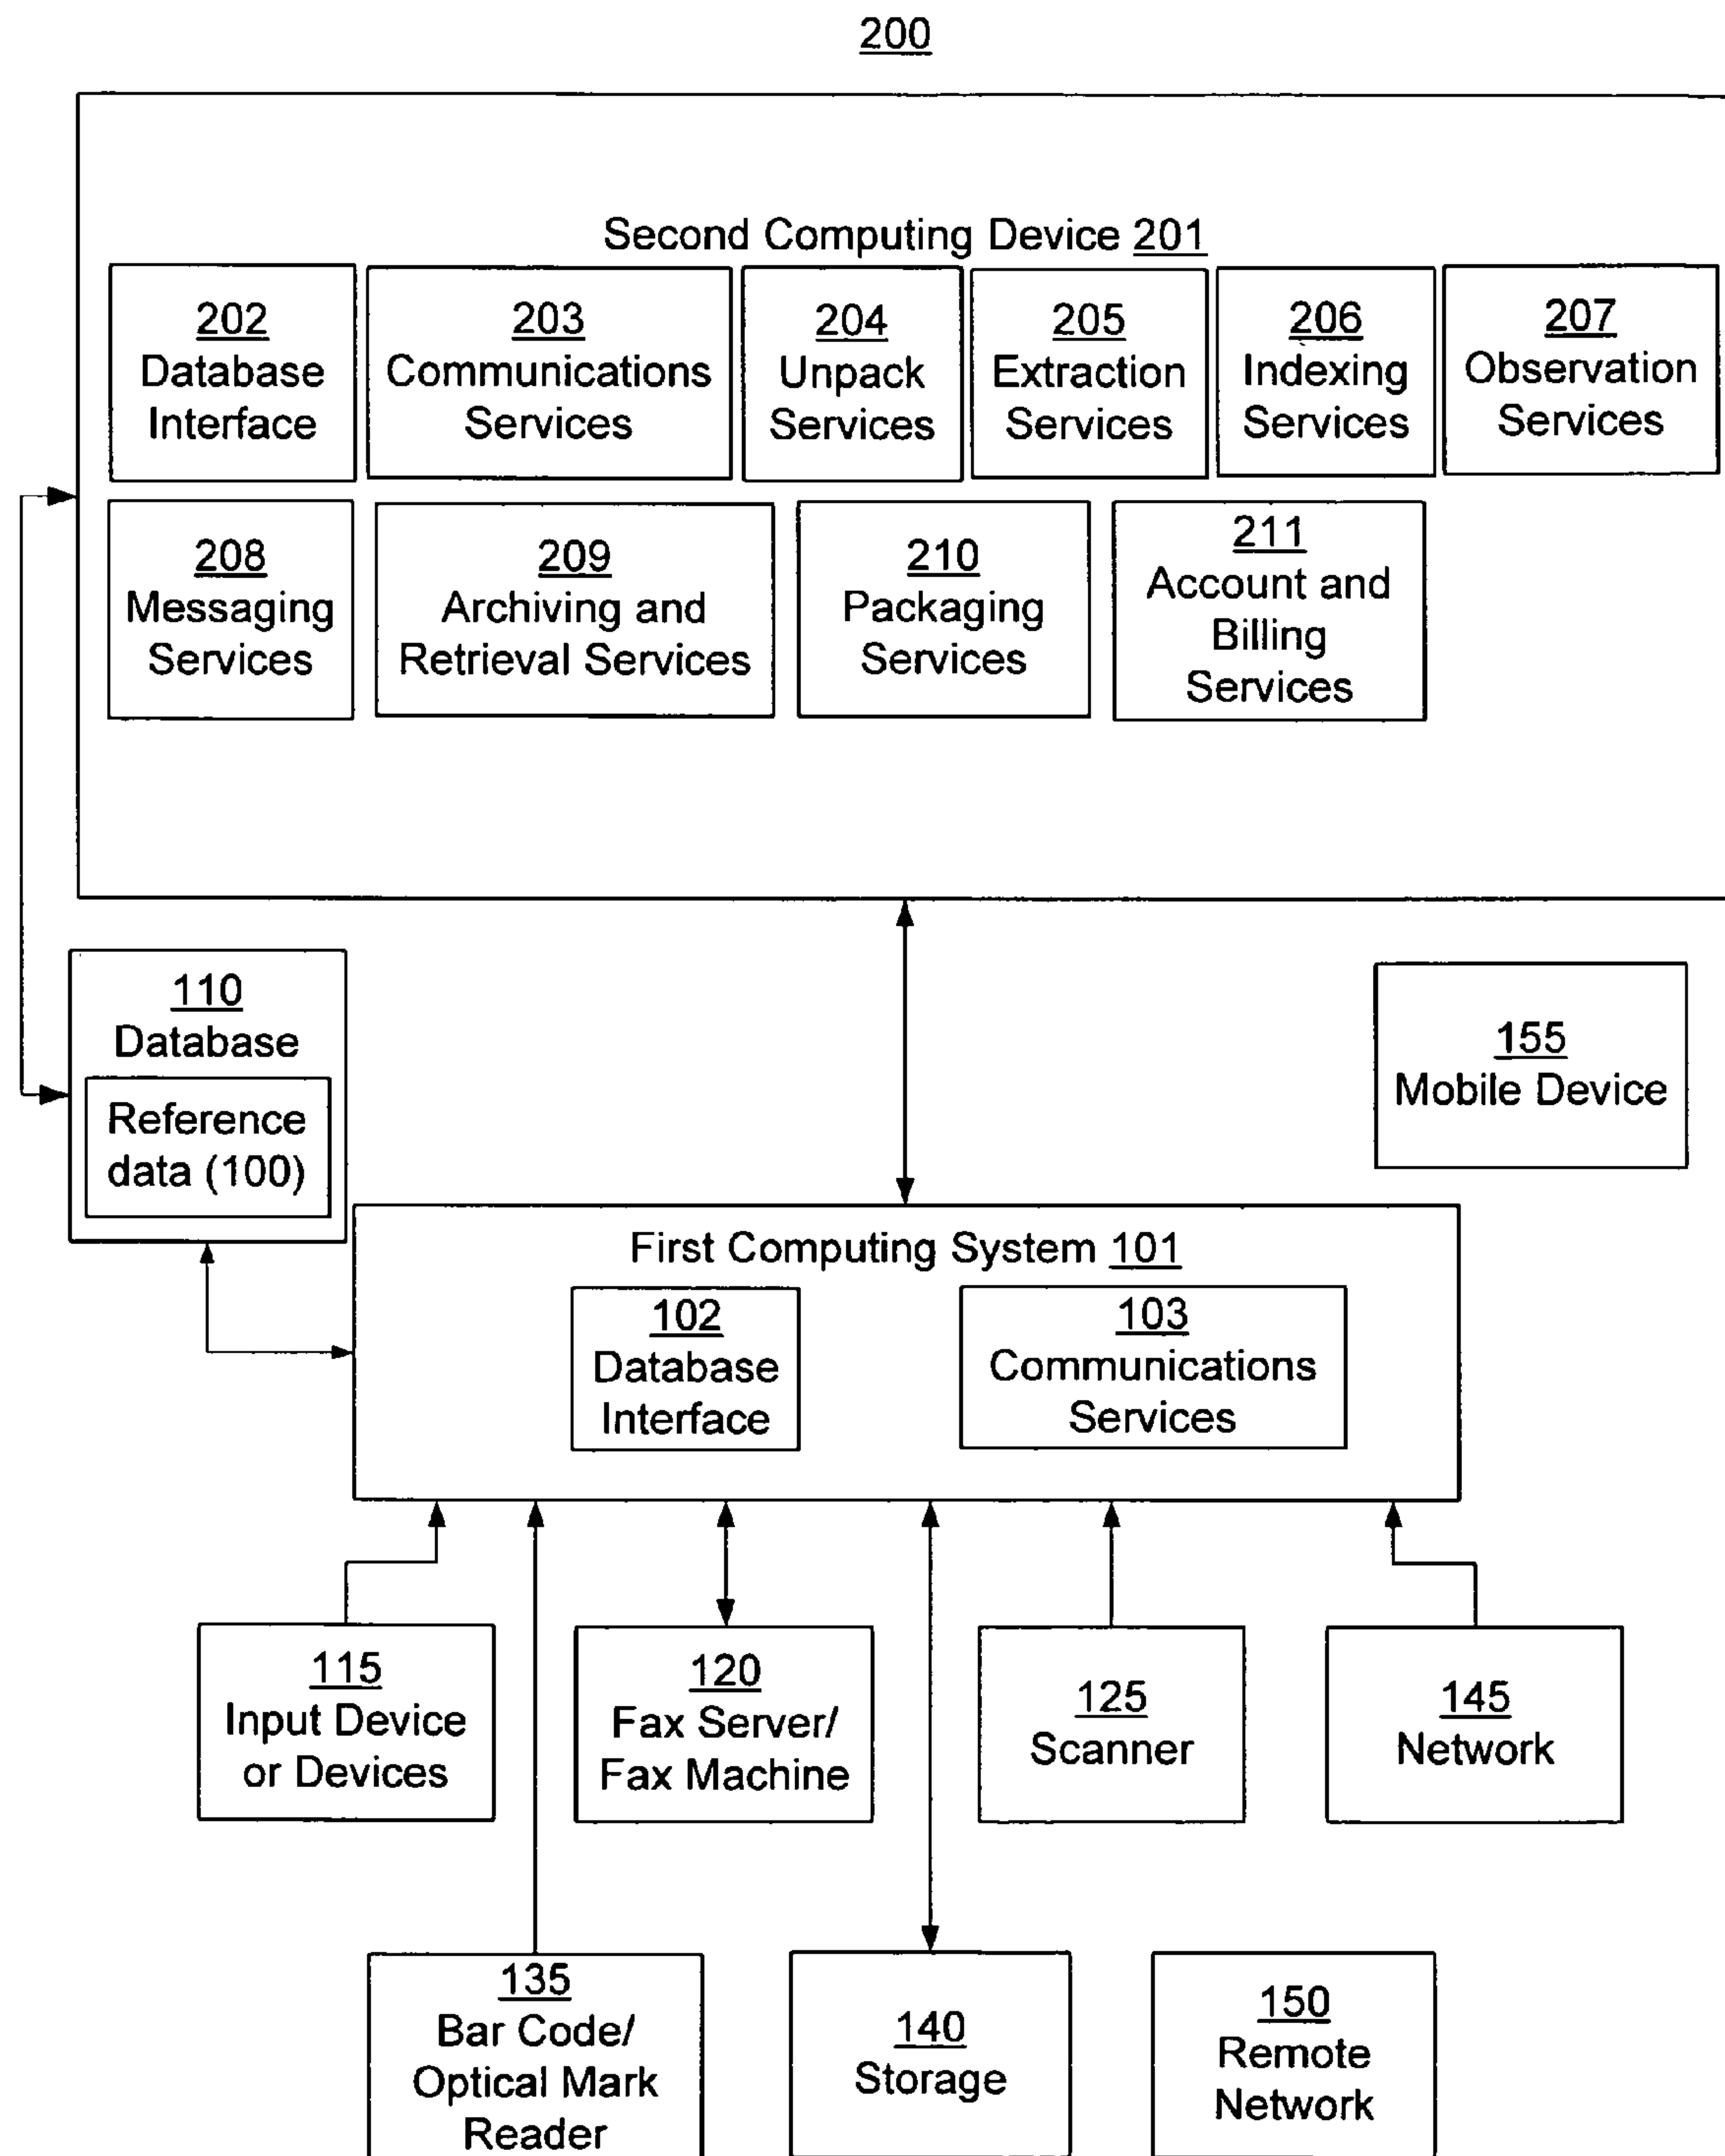 200
Second Computing Device 201
202
Database
Interface
203
Communications
Services
204
Unpack
Services
205
Extraction
Services
206
Indexing
Services
207
Observation
Services
208
Messaging
Services
209
Archiving and
Retrieval Services
210
Packaging
Services
211
Account and
Billing
Services
110
Database
Reference
data (100)
155
Mobile Device
First Computing System 101
102
Database
Interface
103
Communications
Services
115
Input Device
or Devices
120
Fax Server/
Fax Machine
125
Scanner
145
Network
135
Bar Code/
Optical Mark
Reader
140
Storage
150
Remote
Network